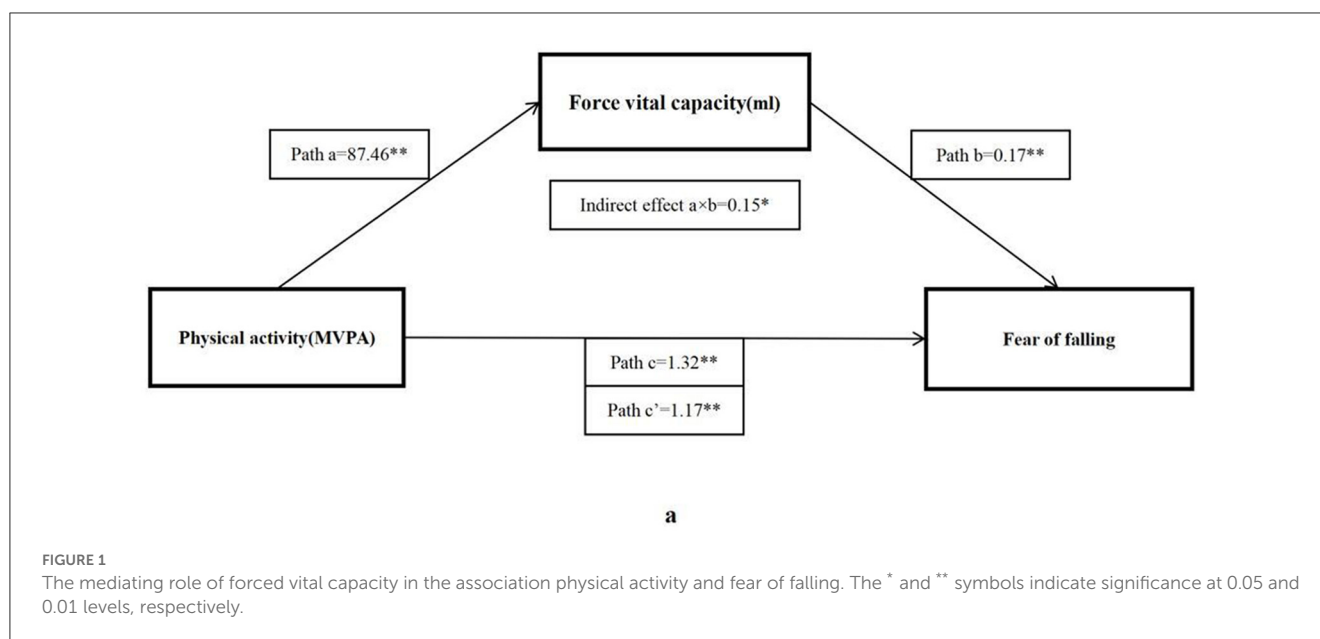 Force vital capacity(ml)
Path a=87.46**
Path b=0.17**
Indirect effect a×b=0.15*
Physical activity(MVPA)
Fear of falling
Path c=1.32**
Path c’=1.17**
a
FIGURE 1
The mediating role of forced vital capacity in the association physical activity and fear of falling. The * and ** symbols indicate significance at 0.05 and
0.01 levels, respectively.